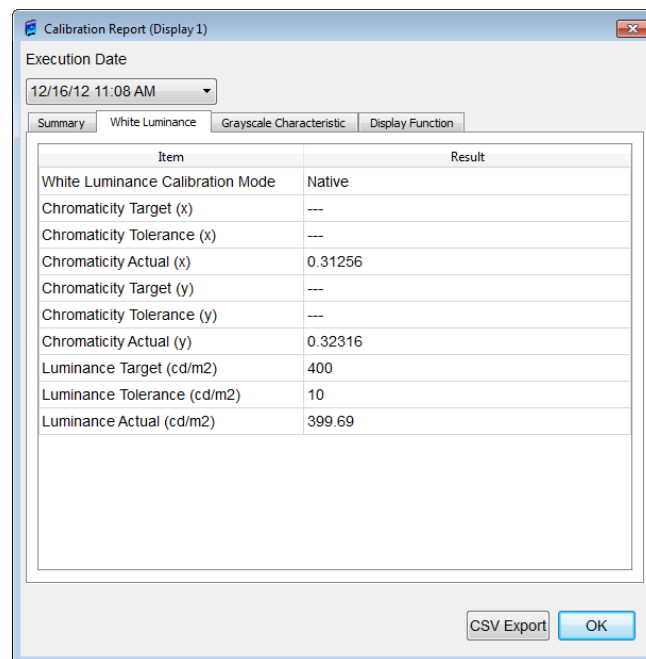 Calibration Report (Display 1)
Execution Date
12/16/12 11:08 AM
Summary White Luminance Grayscale Characteristic Display Function
Item Result
White Luminance Calibration Mode Native
Chromaticity Target (x) ---
Chromaticity Tolerance (x) ---
Chromaticity Actual (x) 0.31256
Chromaticity Target (y) ---
Chromaticity Tolerance (y) ---
Chromaticity Actual (y) 0.32316
Luminance Target (cd/m2) 400
Luminance Tolerance (cd/m2) 10
Luminance Actual (cd/m2) 399.69
CSV Export OK